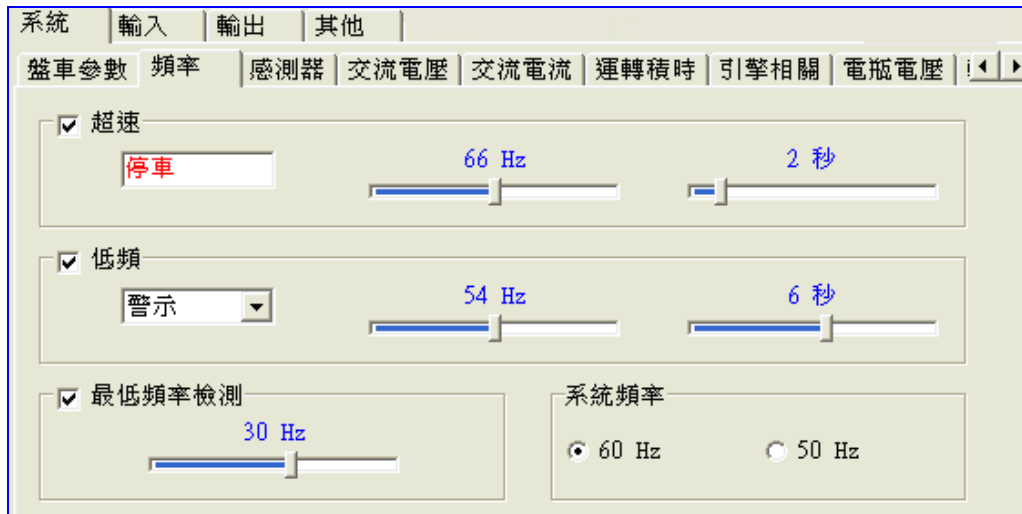 系統 輸入 輸出 其他
盤車參數 頻率 感測器 交流電壓 交流電流 運轉積時 引擎相關 電瓶電壓
超速
停車 66 Hz 2 秒
低頻
警示 54 Hz 6 秒
最低頻率檢測 系統頻率
30 Hz
60 Hz 50 Hz